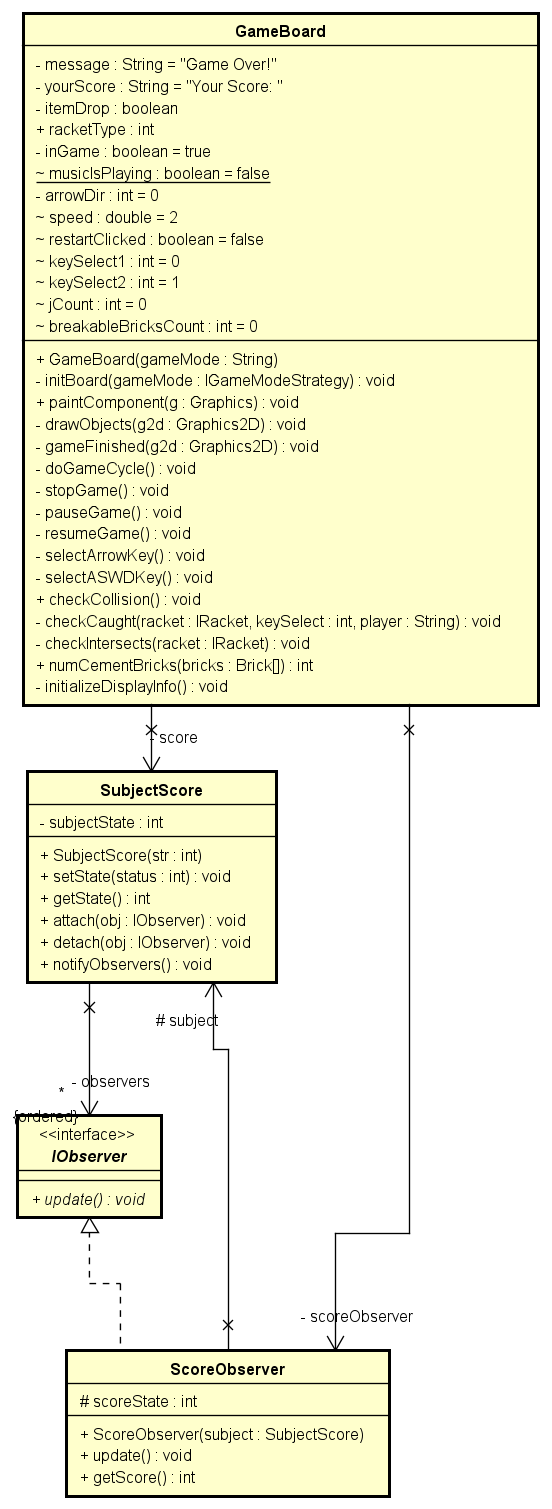 GameBoard
- message : String = "Game Over!"
- yourScore : String = "Your Score: "
- itemDrop : boolean
+ racketType : int
- inGame : boolean = true
~ musicIsPlaying : boolean = false
- arrowDir : int = 0
~ speed : double = 2
~ restartClicked : boolean = false
~ keySelect1 : int = 0
~ keySelect2 : int = 1
~ jCount : int = 0
~ breakableBricksCount : int = 0
+ GameBoard(gameMode : String)
- initBoard(gameMode : IGameModeStrategy) : void
+ paintComponent(g : Graphics) : void
- drawObjects(g2d : Graphics2D) : void
- gameFinished(g2d : Graphics2D) : void
- doGameCycle() : void
- stopGame() : void
- pauseGame() : void
- resumeGame() : void
- selectArrowKey() : void
- selectASWDKey() : void
+ checkCollision() : void
- checkCaught(racket : IRacket, keySelect : int, player : String) : void
- checkIntersects(racket : IRacket) : void
+ numCementBricks(bricks : Brick[]) : int
- initializeDisplayInfo() : void
- score
SubjectScore
- subjectState : int
+ SubjectScore(str : int)
+ setState(status : int) : void
+ getState() : int
+ attach(obj : IObserver) : void
+ detach(obj : IObserver) : void
+ notifyObservers() : void
# subject
- observers
*
{ordered}
<<interface>>
IObserver
+ update() : void
- scoreObserver
ScoreObserver
# scoreState : int
+ ScoreObserver(subject : SubjectScore)
+ update() : void
+ getScore() : int